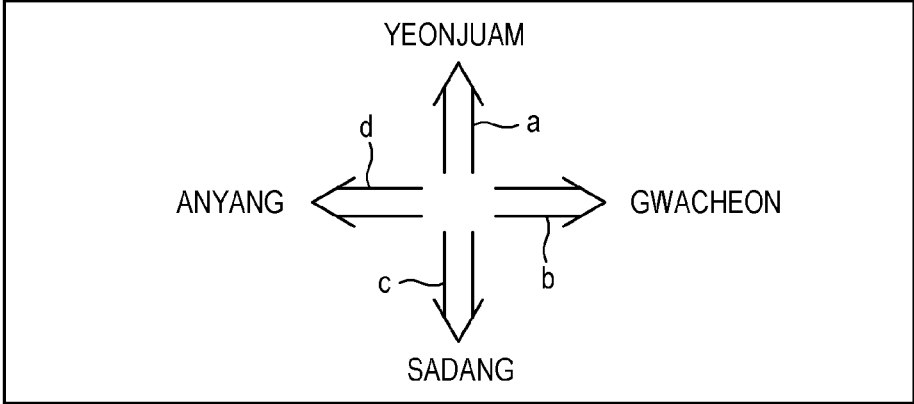 YEONJUAM
a
d
ANYANG
GWACHEON
c
b
SADANG